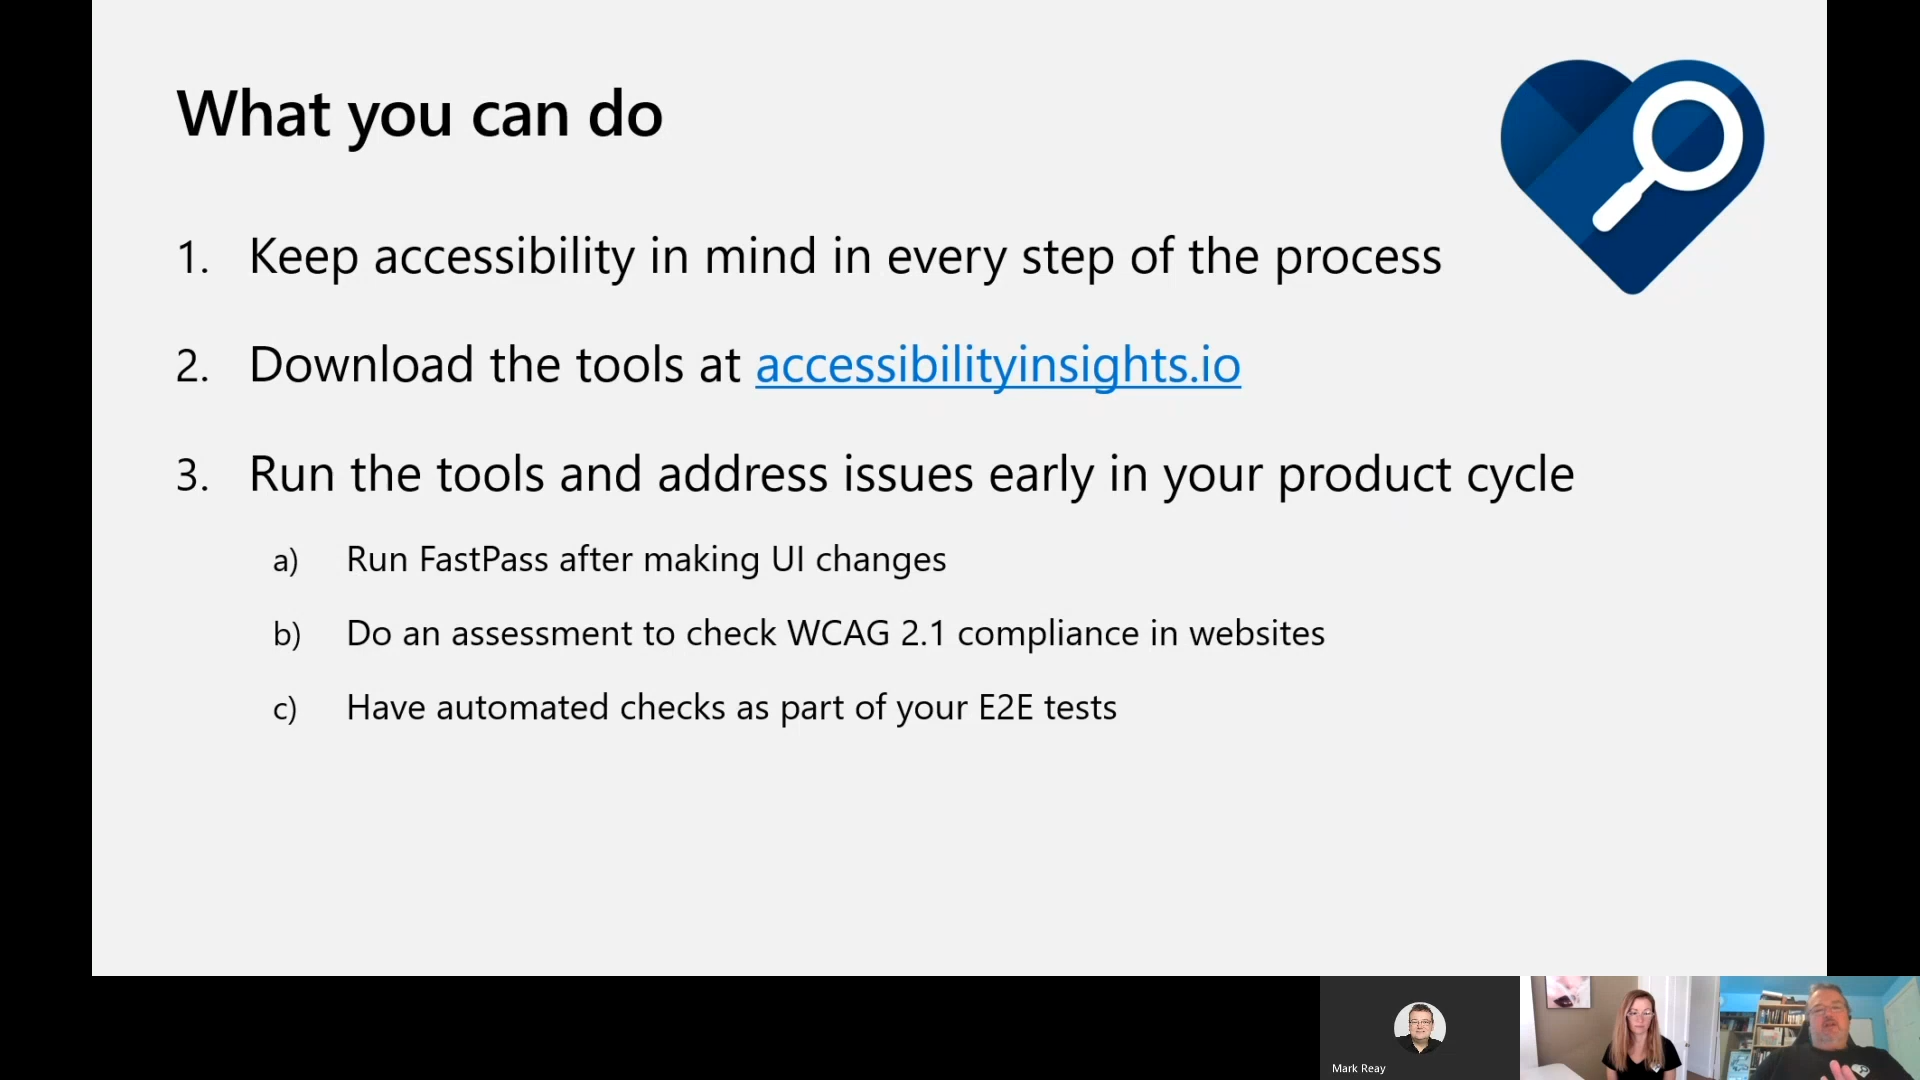 What you can do
1. Keep accessibility in mind in every step of the process
2. Download the tools at accessibilityinsights.io
3. Run the tools and address issues early in your product cycle
a) Run FastPass after making UI changes
b) Do an assessment to check WCAG 2.1 compliance in websites
c) Have automated checks as part of your E2E tests
Mark Reay